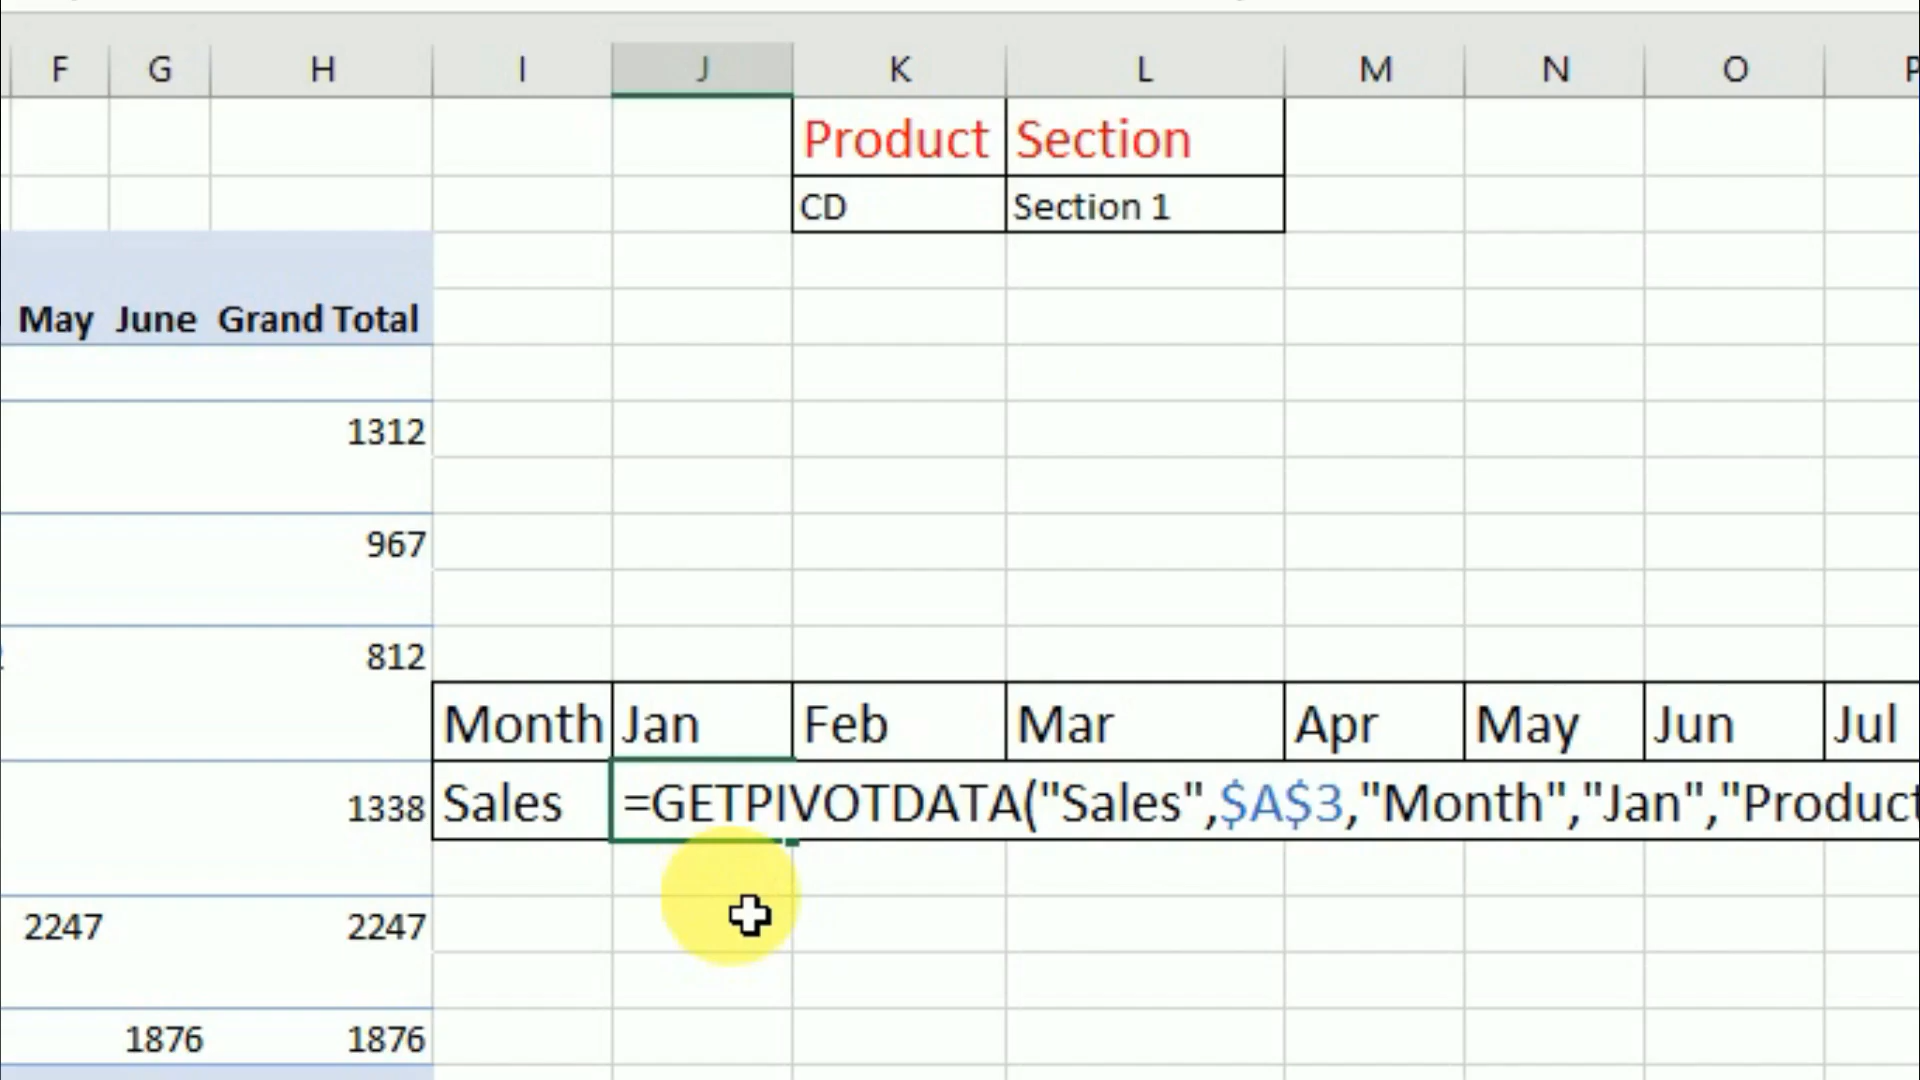 F G H I J K L M N O
Product Section
CD Section 1
May June Grand Total
1312
967
812
Month Jan Feb Mar Apr May Jun Jul
1338 Sales =GETPIVOTDATA("Sales",$A$3,"Month","Jan","Product
2247 2247
1876 1876